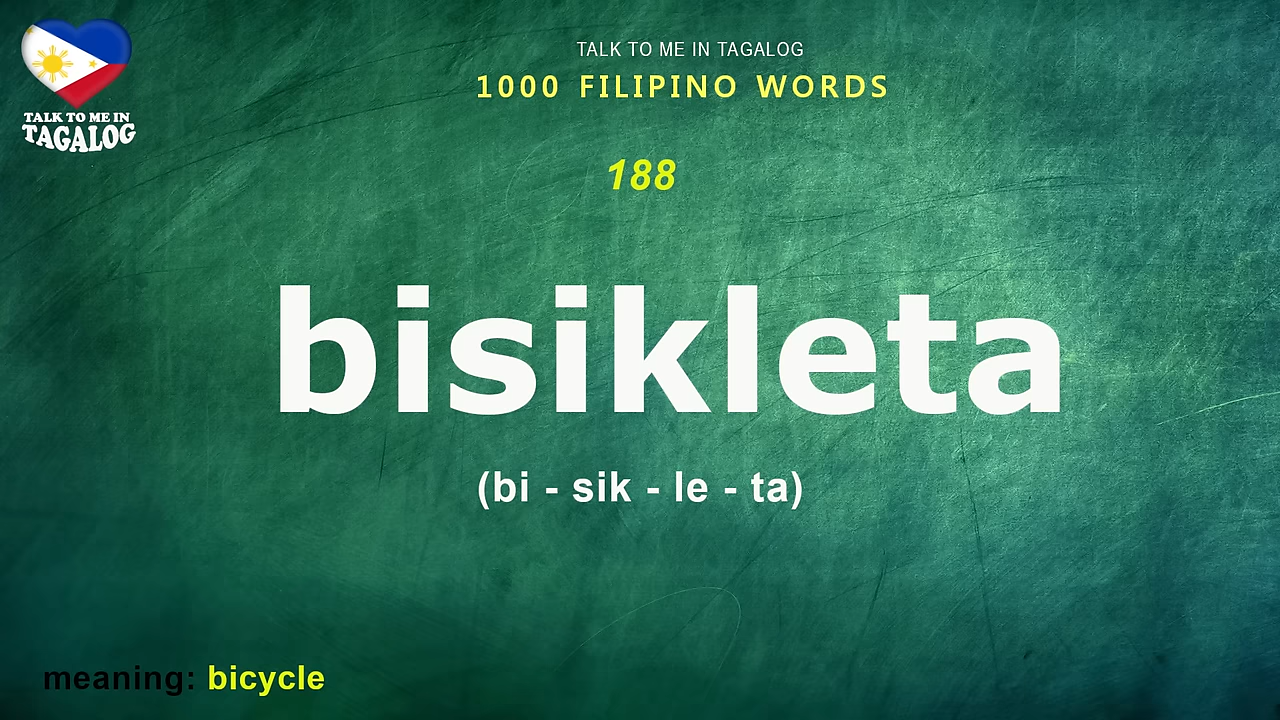 TALK TO ME IN
TAGALOG
TALK TO ME IN TAGALOG
1000 FILIPINO WORDS
188
bisikleta
(bi - sik - le - ta)
meaning: bicycle